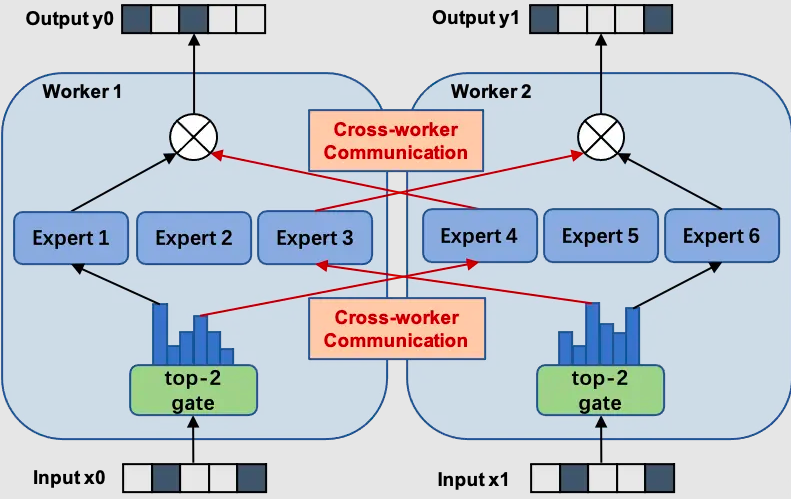 Output y0
Output y1
Worker 1
Worker 2
Cross-worker
Communication
Expert 1
Expert 2
Expert 3
Expert 4
Expert 5
Expert 6
Cross-worker
Communication
top-2
gate
top-2
gate
Input x0
Input x1